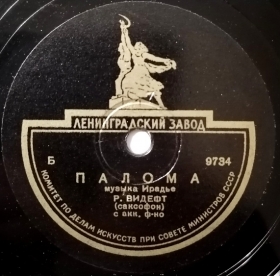 ЛЕНИНГРАДСКИЙ ЗАВОД
Б 9734
ПАЛОМА
музыка Ирадье
Р. ВИДЕФТ
(саксофон)
с акк. ф-но
КОМИТЕТ ПО ДЕЛАМ ИСКУССТВ ПРИ СОВЕТЕ МИНИСТРОВ СССР